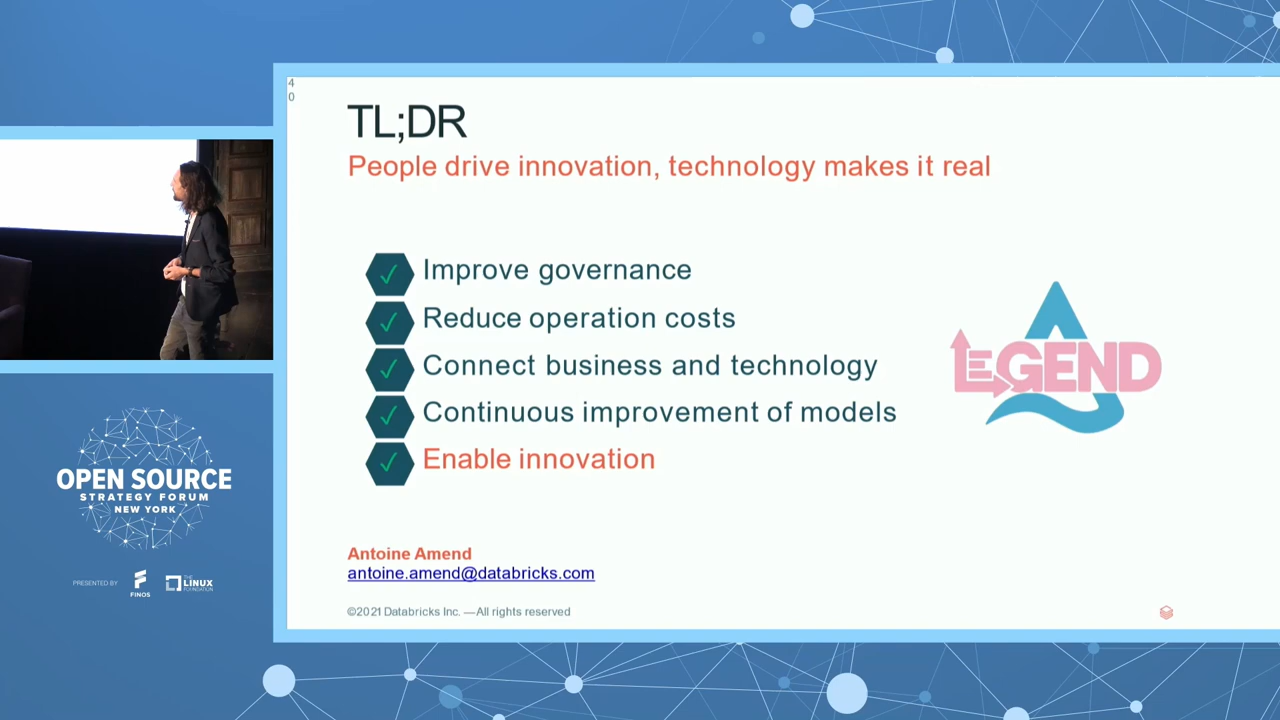 4
0
TL;DR
People drive innovation, technology makes it real
Improve governance
Reduce operation costs
Connect business and technology
Continuous improvement of models
Enable innovation
LEGEND
Antoine Amend
antoine.amend@databricks.com
©2021 Databricks Inc. — All rights reserved
OPEN SOURCE
STRATEGY FORUM
NEW YORK
PRESENTED BY
FINOS
THE
LINUX
FOUNDATION